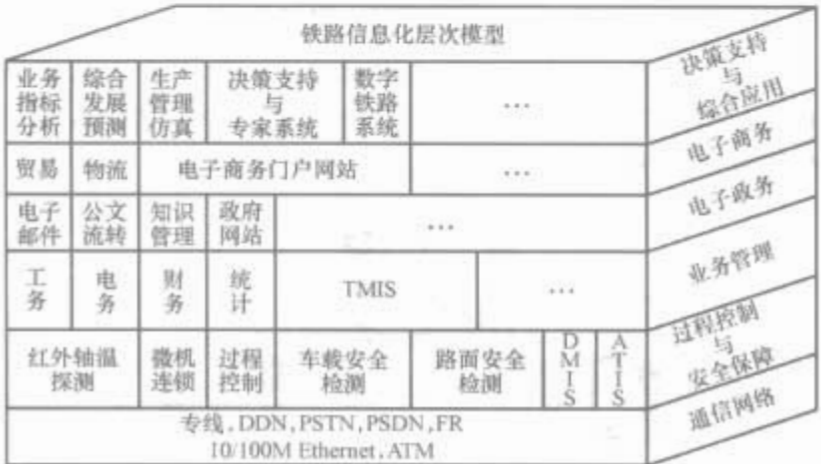 铁路信息化层次模型
业务
指标
分析
综合
发展
预测
生产
管理
仿真
决策支持
与
专家系统
数字
铁路
系统
…
决策支持
与
综合应用
贸易
物流
电子商务门户网站
…
电子商务
电子
邮件
公文
流转
知识
管理
政府
网站
…
电子政务
工
务
电
务
财
务
统
计
TMIS
…
业务管理
红外轴温
探测
微机
连锁
过程
控制
车载安全
检测
路面安全
检测
DMIS
ATIS
过程控制
与
安全保障
专线,DDN,PSTN,PSDN,FR
10/100M Ethernet,ATM
通信网络